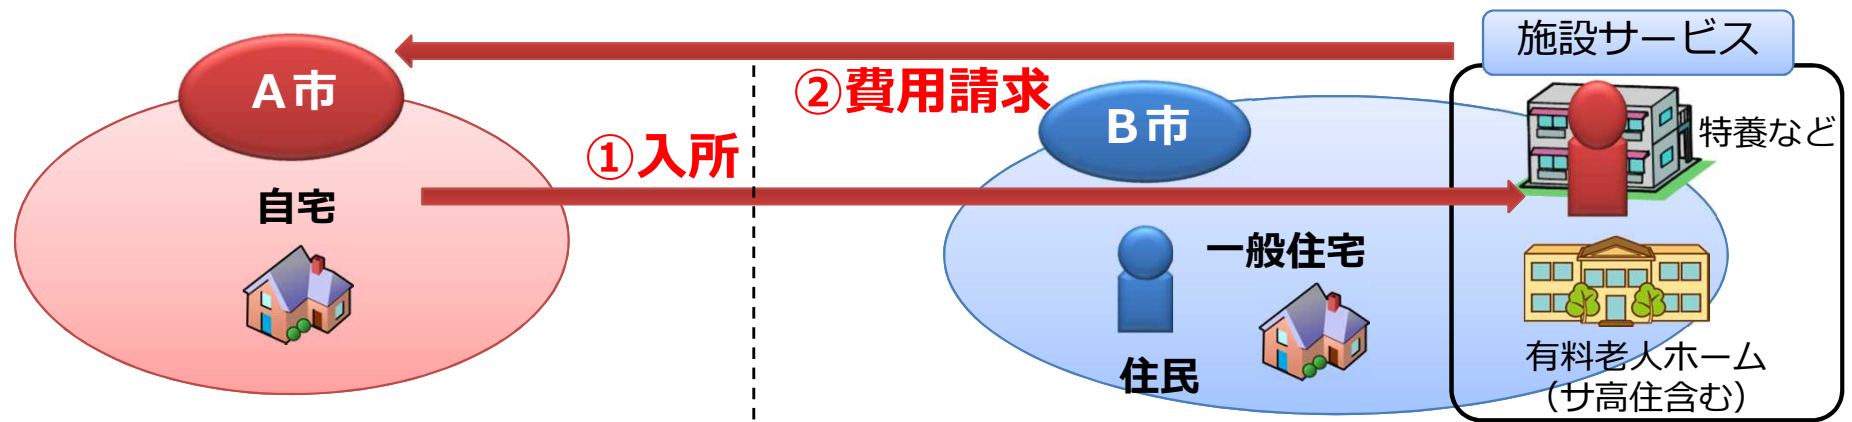 施設サービス
A市
②費用請求
B市
特養など
①入所
自宅
一般住宅
住民
有料老人ホーム
（サ高住含む）